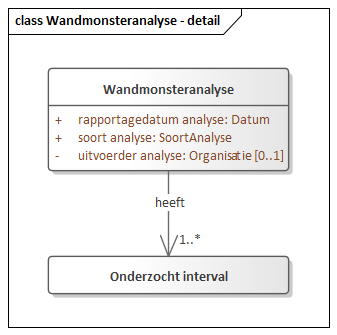 class Wandmonsteranalyse - detail
Wandmonsteranalyse
+ rapportagedatum analyse: Datum
+ soort analyse: SoortAnalyse
- uitvoerder analyse: Organisatie [0..1]
heeft
1..*
Onderzocht interval